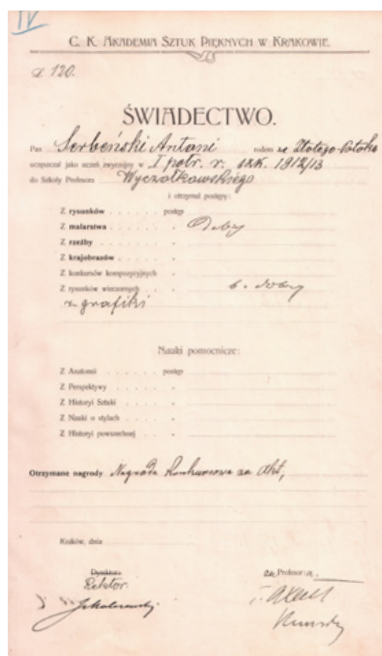 IV
C. K. AKADEMIA SZTUK PIĘKNYCH W KRAKOWIE.
L. 120.
ŚWIADECTWO.
Pan Serbeński Antoni rodem ze Złotego-Potoka
uczęszczał jako uczeń zwyczajny w I półr. r. szk. 1912/13
do Szkoły Profesora Wyczółkowskiego
i otrzymał postępy:
Z rysunków . . . . . . postęp
Z malarstwa . . . . . . „ Dobry
Z rzeźby . . . . . . „
Z krajobrazów . . . . . . „
Z konkursów kompozycyjnych „
Z rysunków wieczornych . . „ b. dobry
z grafiki
Nauki pomocnicze:
Z Anatomii . . . . . . postęp
Z Perspektywy . . . . „
Z Historyi Sztuki . . . „
Z Nauki o stylach . . . „
Z Historyi powszechnej . . „
Otrzymane nagrody Nagroda Konkursowa za Akt,
Kraków, dnia
Dyrektor: za Profesora:
Rektor.